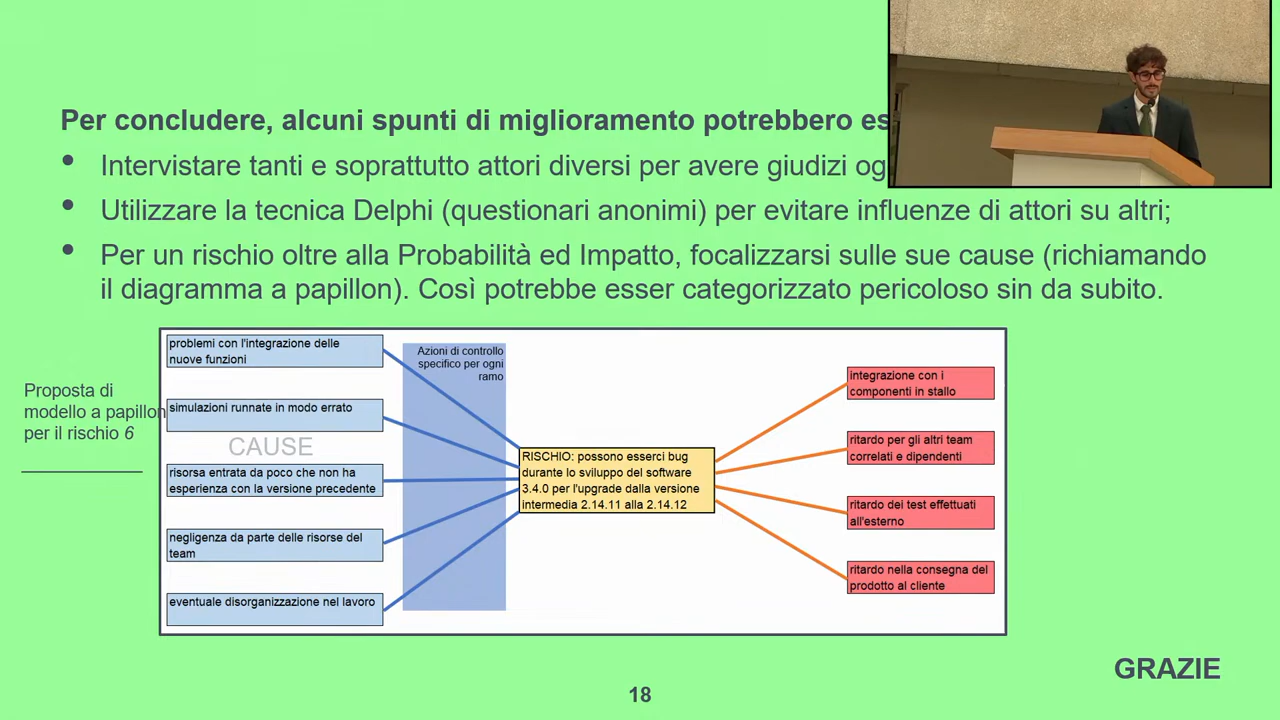 Per concludere, alcuni spunti di miglioramento potrebbero
Intervistare tanti e soprattutto attori diversi per avere giudizi
Utilizzare la tecnica Delphi (questionari anonimi) per evitare influenze di attori su altri;
Per un rischio oltre alla Probabilità ed Impatto, focalizzarsi sulle sue cause (richiamando
il diagramma a papillon). Così potrebbe esser categorizzato pericoloso sin da subito.
Proposta di
modello a papillon
per il rischio 6
problemi con l'integrazione delle
nuove funzioni
simulazioni runnate in modo errato
CAUSE
risorsa entrata da poco che non ha
esperienza con la versione precedente
negligenza da parte delle risorse del
team
eventuale disorganizzazione nel lavoro
Azioni di controllo
specifico per ogni
ramo
RISCHIO: possono esserci bug
durante lo sviluppo del software
3.4.0 per l'upgrade dalla versione
intermedia 2.14.11 alla 2.14.12
integrazione con i
componenti in stallo
ritardo per gli altri team
correlati e dipendenti
ritardo dei test effettuati
all'esterno
ritardo nella consegna del
prodotto al cliente
GRAZIE
18